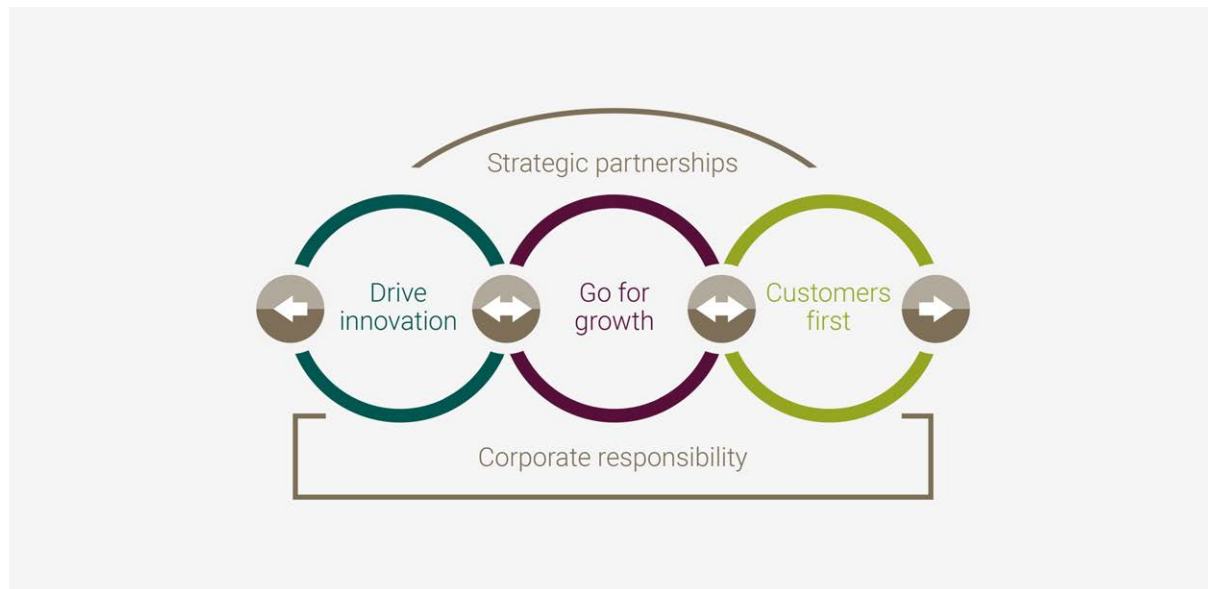 Strategic partnerships
Drive
innovation
Go for
growth
Customers
first
Corporate responsibility